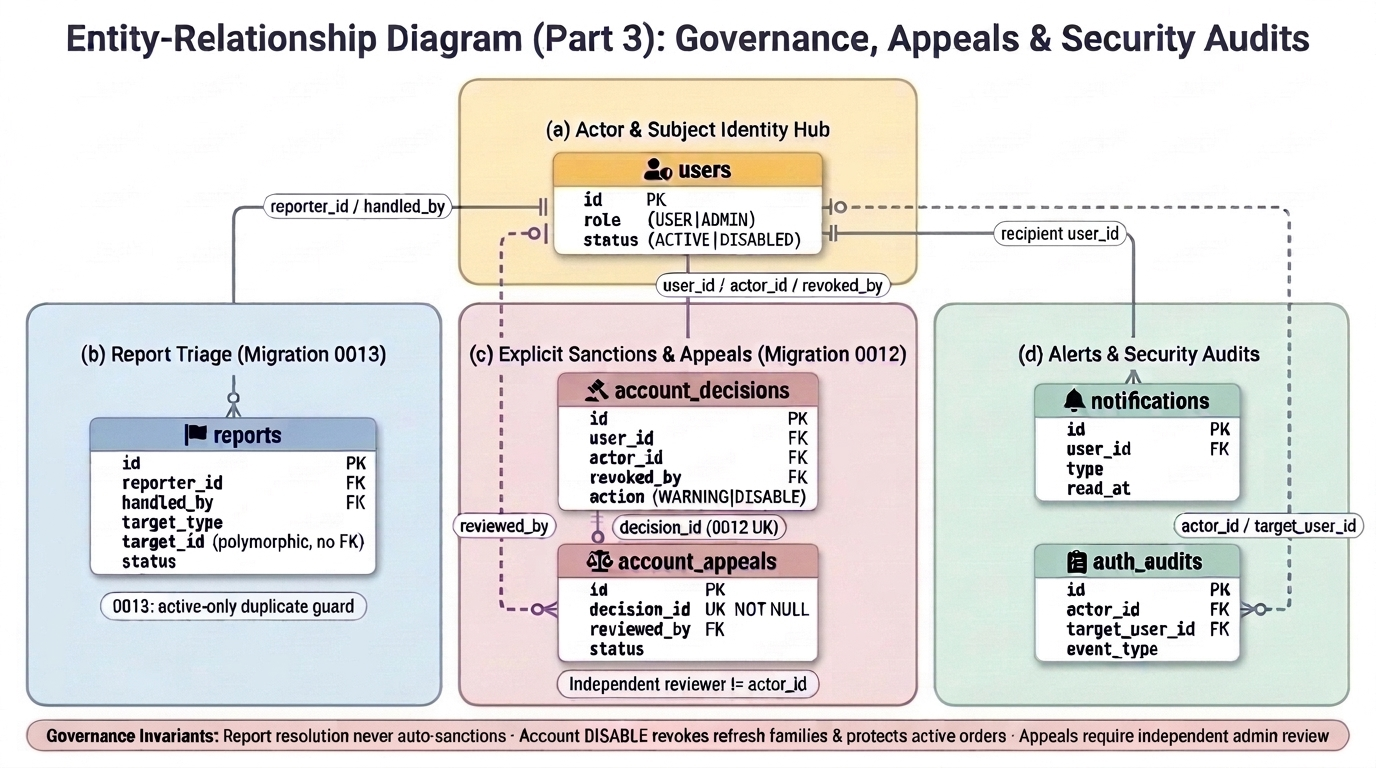 Entity-Relationship Diagram (Part 3): Governance, Appeals & Security Audits
(a) Actor & Subject Identity Hub
users
id PK
role (USER|ADMIN)
status (ACTIVE|DISABLED)
reporter_id / handled_by
recipient user_id
user_id / actor_id / revoked_by
(b) Report Triage (Migration 0013)
reports
id PK
reporter_id FK
handled_by FK
target_type
target_id (polymorphic, no FK)
status
0013: active-only duplicate guard
(c) Explicit Sanctions & Appeals (Migration 0012)
account_decisions
id PK
user_id FK
actor_id FK
revoked_by FK
action (WARNING|DISABLE)
reviewed_by
decision_id (0012 UK)
account_appeals
id PK
decision_id UK NOT NULL
reviewed_by FK
status
Independent reviewer != actor_id
(d) Alerts & Security Audits
notifications
id PK
user_id FK
type
read_at
actor_id / target_user_id
auth_audits
id PK
actor_id FK
target_user_id FK
event_type
Governance Invariants: Report resolution never auto-sanctions · Account DISABLE revokes refresh families & protects active orders · Appeals require independent admin review